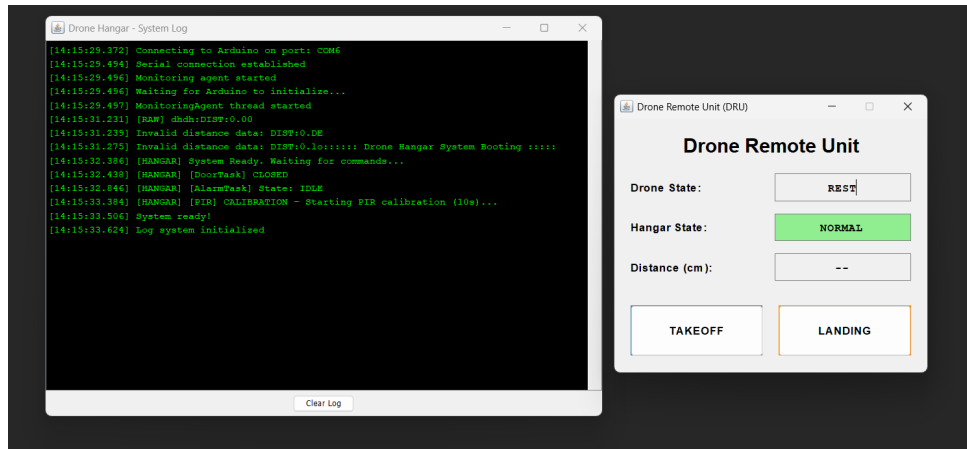 Drone Hangar - System Log
[14:15:29.372] Connecting to Arduino on port: COM6
[14:15:29.494] Serial connection established
[14:15:29.496] Monitoring agent started
[14:15:29.496] Waiting for Arduino to initialize...
[14:15:29.497] MonitoringAgent thread started
[14:15:31.231] [RAW] dhdh:DIST:0.00
[14:15:31.239] Invalid distance data: DIST:0.DE
[14:15:31.275] Invalid distance data: DIST:0.lo:::::: Drone Hangar System Booting :::::
[14:15:32.386] [HANGAR] System Ready. Waiting for commands...
[14:15:32.438] [HANGAR] [DoorTask] CLOSED
[14:15:32.846] [HANGAR] [AlarmTask] State: IDLE
[14:15:33.384] [HANGAR] [PIR] CALIBRATION - Starting PIR calibration (10s)...
[14:15:33.506] System ready!
[14:15:33.624] Log system initialized
Clear Log
Drone Remote Unit (DRU)
Drone Remote Unit
Drone State: REST
Hangar State: NORMAL
Distance (cm): --
TAKEOFF LANDING